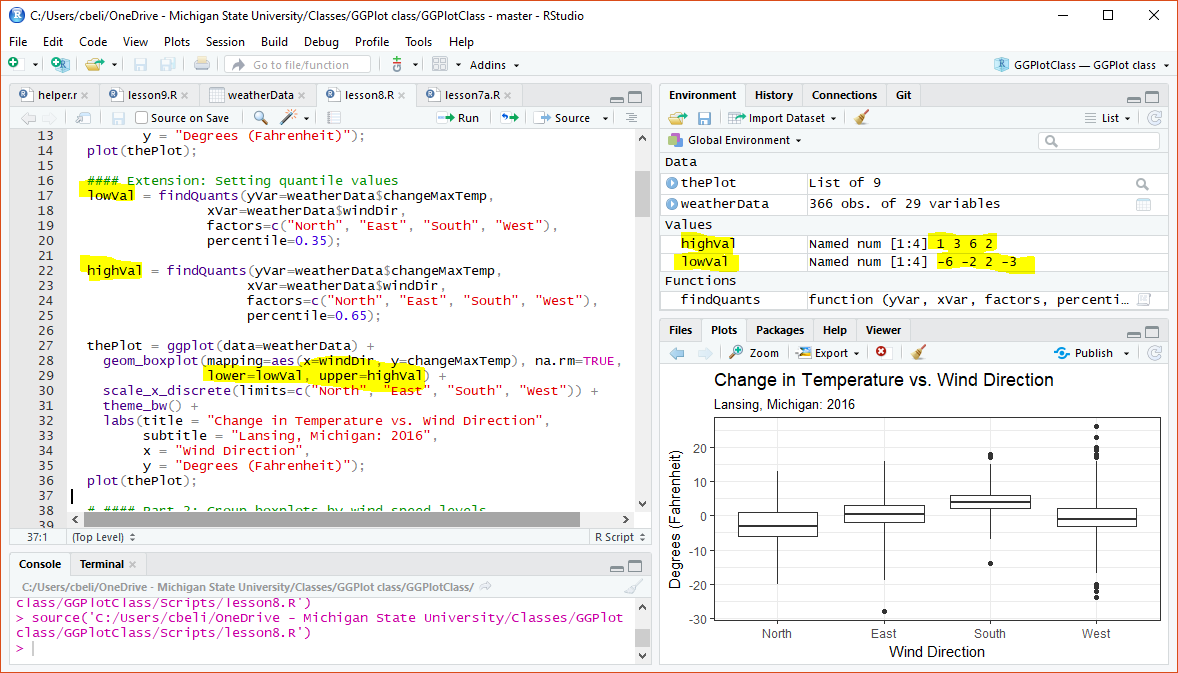 C:/Users/cbeli/OneDrive - Michigan State University/Classes/GGPlot class/GGPlotClass - master - RStudio
File Edit Code View Plots Session Build Debug Profile Tools Help
Go to file/function Addins GGPlotClass — GGPlot class
helper.r lesson9.R weatherData lesson8.R lesson7a.R
Source on Save Run Source
13 y = "Degrees (Fahrenheit)");
14 plot(thePlot);
15
16 #### Extension: Setting quantile values
17 lowVal = findQuants(yVar=weatherData$changeMaxTemp,
18 xVar=weatherData$windDir,
19 factors=c("North", "East", "South", "West"),
20 percentile=0.35);
21
22 highVal = findQuants(yVar=weatherData$changeMaxTemp,
23 xVar=weatherData$windDir,
24 factors=c("North", "East", "South", "West"),
25 percentile=0.65);
26
27 thePlot = ggplot(data=weatherData) +
28 geom_boxplot(mapping=aes(x=windDir, y=changeMaxTemp), na.rm=TRUE,
29 lower=lowVal, upper=highVal) +
30 scale_x_discrete(limits=c("North", "East", "South", "West")) +
31 theme_bw() +
32 labs(title = "Change in Temperature vs. Wind Direction",
33 subtitle = "Lansing, Michigan: 2016",
34 x = "Wind Direction",
35 y = "Degrees (Fahrenheit)");
36 plot(thePlot);
37
38 # #### Part 2: Group boxplots by wind speed levels
39
37:1 (Top Level) R Script
Console Terminal
C:/Users/cbeli/OneDrive - Michigan State University/Classes/GGPlot class/GGPlotClass/
class/GGPlotClass/Scripts/lesson8.R')
> source('C:/Users/cbeli/OneDrive - Michigan State University/Classes/GGPlot
class/GGPlotClass/Scripts/lesson8.R')
>
Environment History Connections Git
Import Dataset List
Global Environment
Data
thePlot List of 9
weatherData 366 obs. of 29 variables
Values
highVal Named num [1:4] 1 3 6 2
lowVal Named num [1:4] -6 -2 2 -3
Functions
findQuants function (yVar, xVar, factors, percenti…
Files Plots Packages Help Viewer
Zoom Export Publish
Change in Temperature vs. Wind Direction
Lansing, Michigan: 2016
Degrees (Fahrenheit)
20
10
0
-10
-20
-30
North East South West
Wind Direction